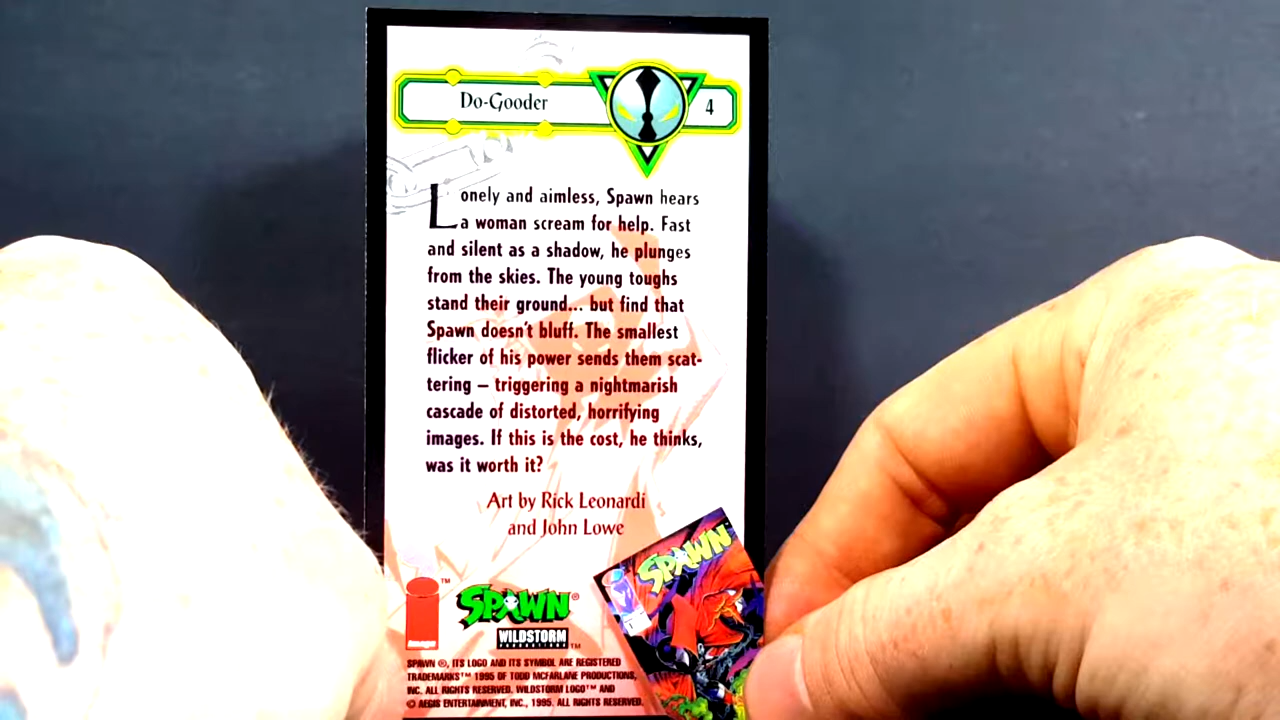 Do-Gooder
4
Lonely and aimless, Spawn hears
a woman scream for help. Fast
and silent as a shadow, he plunges
from the skies. The young toughs
stand their ground... but find that
Spawn doesn't bluff. The smallest
flicker of his power sends them scat-
tering – triggering a nightmarish
cascade of distorted, horrifying
images. If this is the cost, he thinks,
was it worth it?
Art by Rick Leonardi
and John Lowe
SPAWN
image™
SPAWN®
WILDSTORM™
PRODUCTIONS
SPAWN ®, ITS LOGO AND ITS SYMBOL ARE REGISTERED
TRADEMARKS™ 1995 OF TODD MCFARLANE PRODUCTIONS,
INC. ALL RIGHTS RESERVED. WILDSTORM LOGO™ AND
© AEGIS ENTERTAINMENT, INC., 1995. ALL RIGHTS RESERVED.